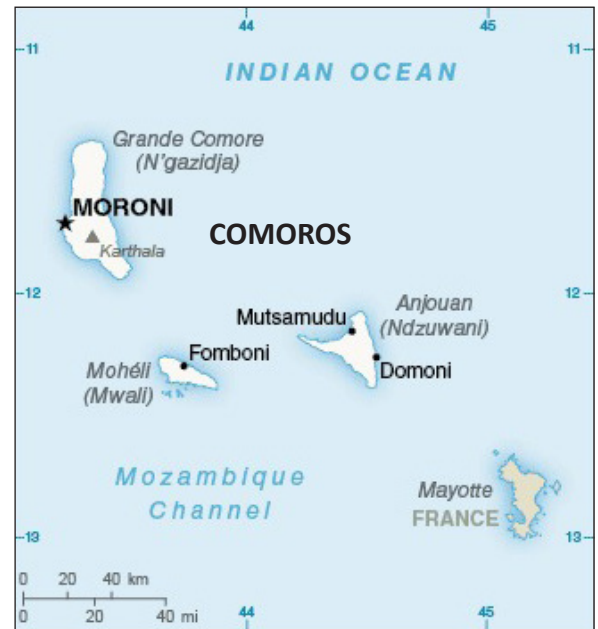 44
45
11
11
INDIAN OCEAN
Grande Comore
(N'gazidja)
MORONI
Karthala
COMOROS
12
12
Anjouan
(Ndzuwani)
Mutsamudu
Domoni
Fomboni
Mohéli
(Mwali)
Mozambique
Channel
Mayotte
FRANCE
13
13
0 20 40 km
0 20 40 mi
44
45